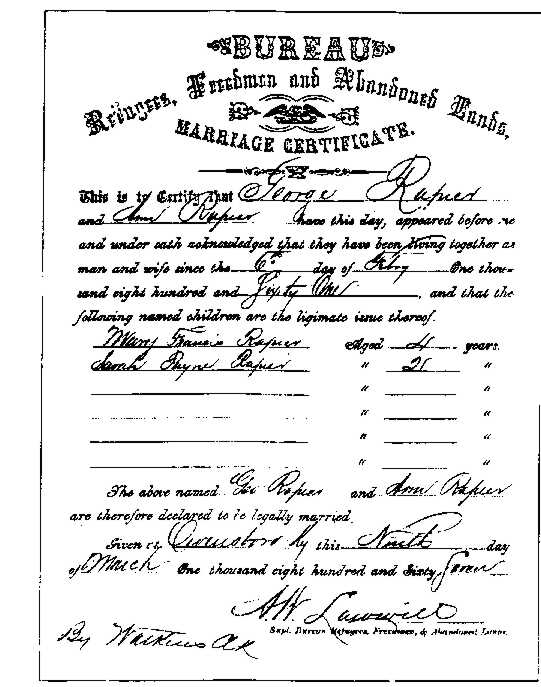 BUREAU
Refugees, Freedmen and Abandoned Lands,
MARRIAGE CERTIFICATE.
This is to Certify that George Rapier
and Ann Rapier have this day, appeared before me
and under oath acknowledged that they have been living together as
man and wife since the 6th day of Feby One thou-
sand eight hundred and Sixty One, and that the
following named children are the ligimate issue thereof.
Mary Francis Rapier Aged 4 years.
Sarah Payne Rapier " 2 "
" "
" "
" "
" "
The above named Geo Rapier and Ann Rapier
are therefore declared to be legally married.
Given at Owensboro Ky this Ninth day
of March One thousand eight hundred and Sixty Seven
A. W. Lawwill
Supt. Bureau Refugees, Freedmen, & Abandoned Lands.
By Watkins